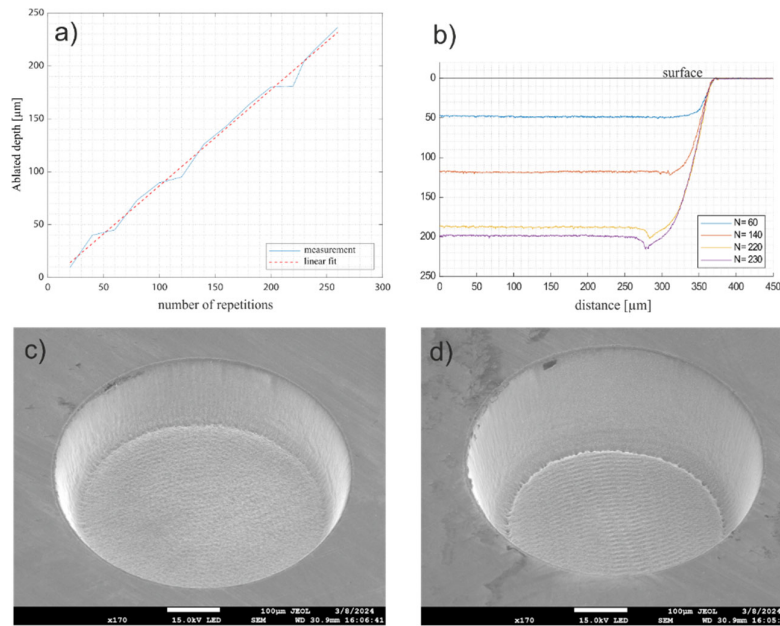 a)
250
200
150
100
50
0
Ablated depth [µm]
0 50 100 150 200 250 300
number of repetitions
measurement
linear fit
b)
surface
0
50
100
150
200
250
0 50 100 150 200 250 300 350 400 450
distance [µm]
N= 60
N= 140
N= 220
N= 230
c)
100µm JEOL 3/8/2024
x170 15.0kV LED SEM WD 30.9mm 16:06:41
d)
100µm JEOL 3/8/2024
x170 15.0kV LED SEM WD 30.9mm 16:05: